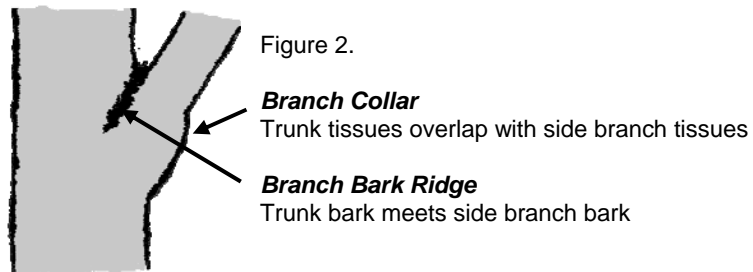 Figure 2.
Branch Collar
Trunk tissues overlap with side branch tissues
Branch Bark Ridge
Trunk bark meets side branch bark